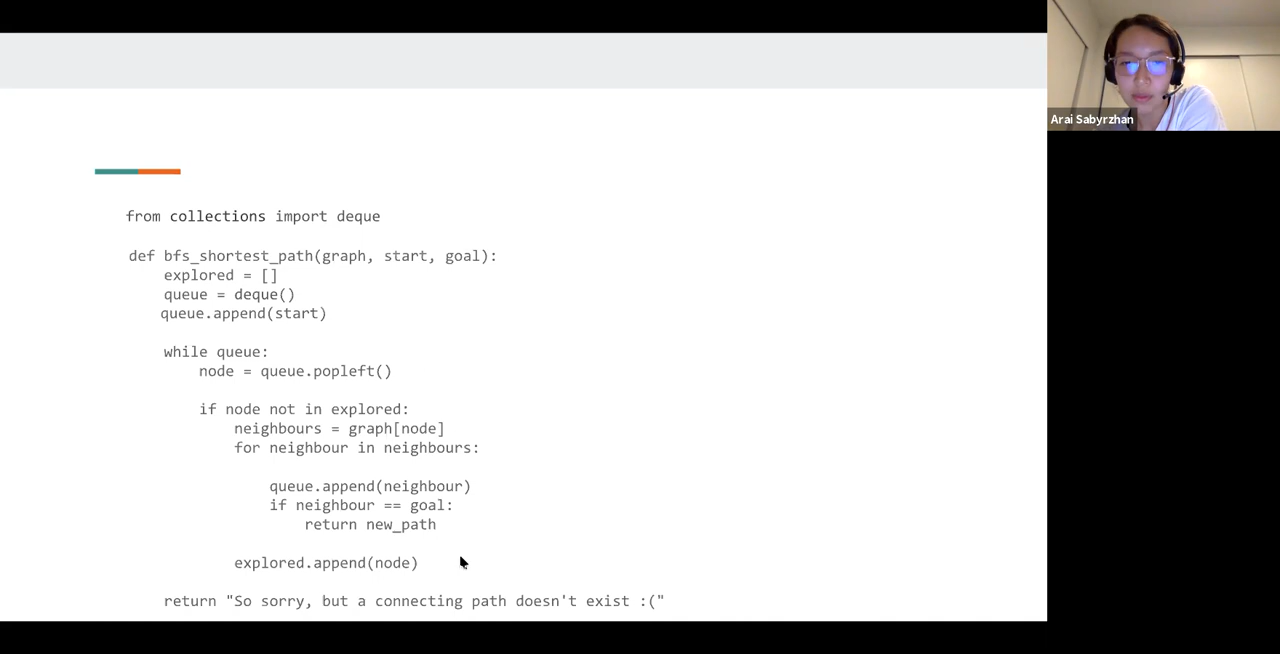 from collections import deque
def bfs_shortest_path(graph, start, goal):
explored = []
queue = deque()
queue.append(start)
while queue:
node = queue.popleft()
if node not in explored:
neighbours = graph[node]
for neighbour in neighbours:
queue.append(neighbour)
if neighbour == goal:
return new_path
explored.append(node)
return "So sorry, but a connecting path doesn't exist :("
Arai Sabyrzhan